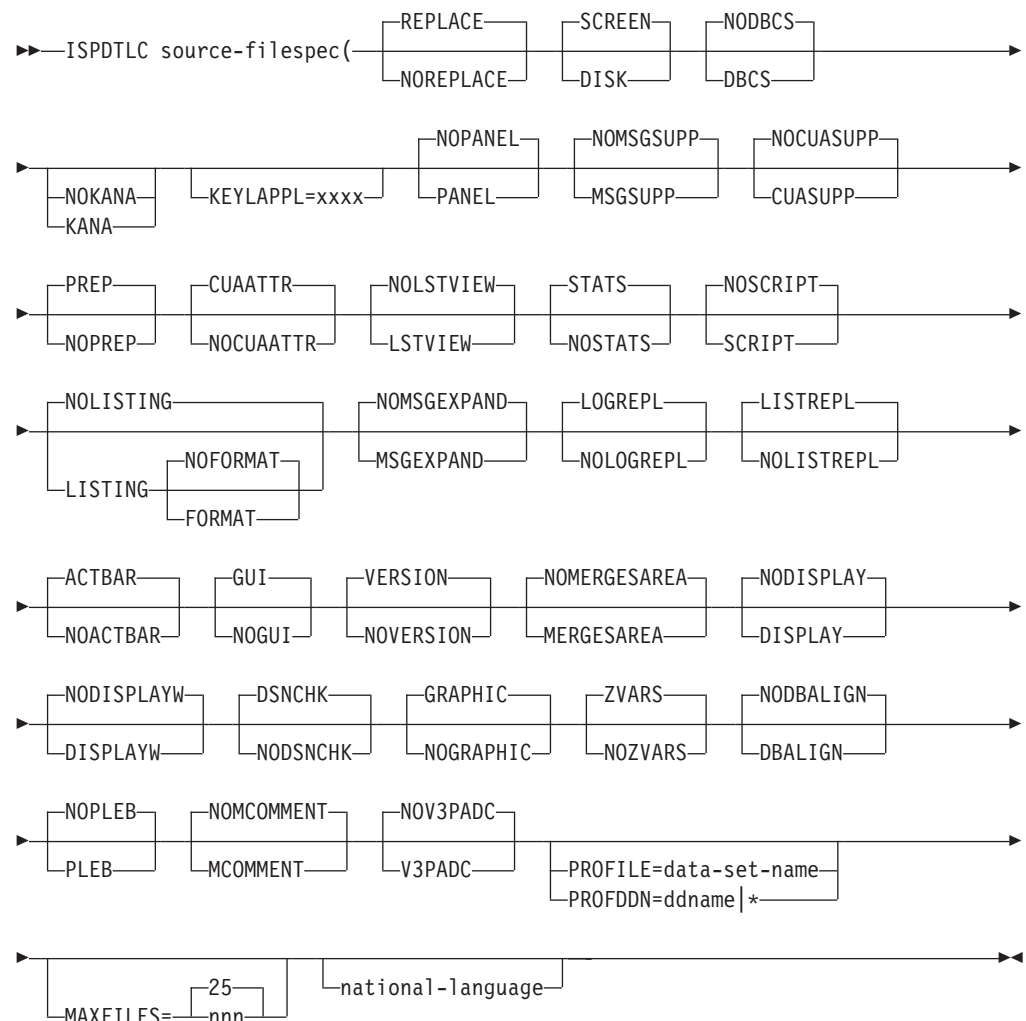 REPLACE SCREEN NODBCS
ISPDTLC source-filespec(
NOREPLACE DISK DBCS
NOPANEL NOMSGSUPP NOCUASUPP
NOKANA KEYLAPPL=xxxx PANEL MSGSUPP CUASUPP
KANA
PREP CUAATTR NOLSTVIEW STATS NOSCRIPT
NOPREP NOCUAATTR LSTVIEW NOSTATS SCRIPT
NOLISTING NOMSGEXPAND LOGREPL LISTREPL
NOFORMAT MSGEXPAND NOLOGREPL NOLISTREPL
LISTING
FORMAT
ACTBAR GUI VERSION NOMERGESAREA NODISPLAY
NOACTBAR NOGUI NOVERSION MERGESAREA DISPLAY
NODISPLAYW DSNCHK GRAPHIC ZVARS NODBALIGN
DISPLAYW NODSNCHK NOGRAPHIC NOZVARS DBALIGN
NOPLEB NOMCOMMENT NOV3PADC
PLEB MCOMMENT V3PADC PROFILE=data-set-name
PROFDDN=ddname|*
25 national-language
MAXFILES= nnn